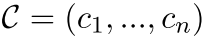 𝒞 = (c₁, ..., cₙ)